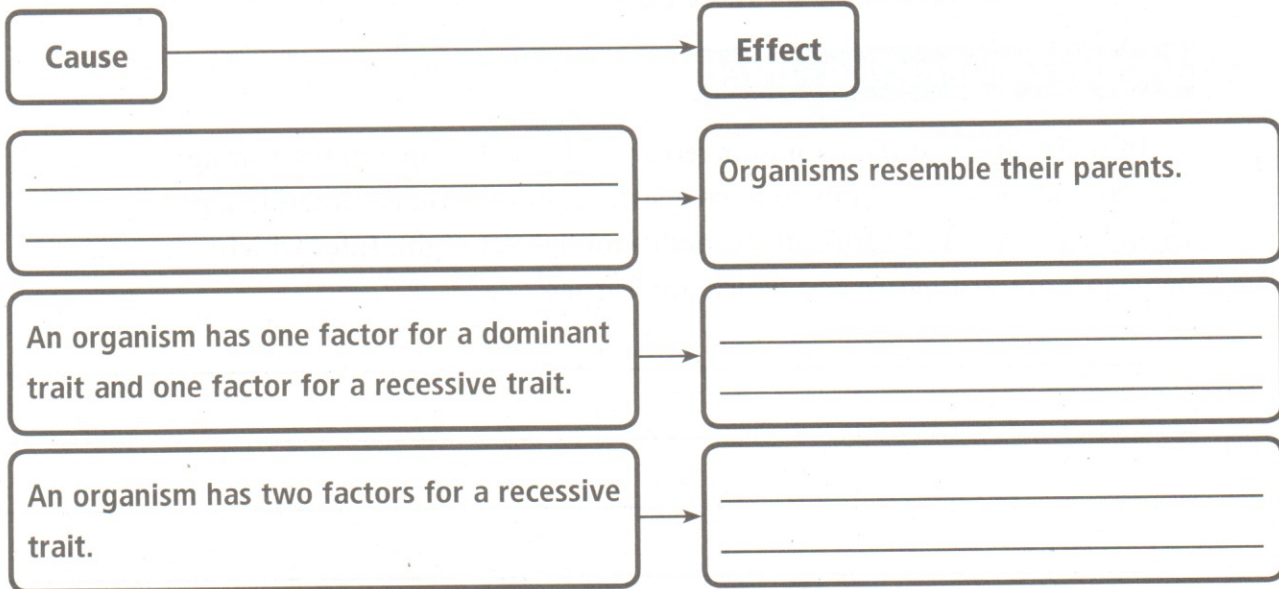 Cause
Effect
Organisms resemble their parents.
An organism has one factor for a dominant
trait and one factor for a recessive trait.
An organism has two factors for a recessive
trait.